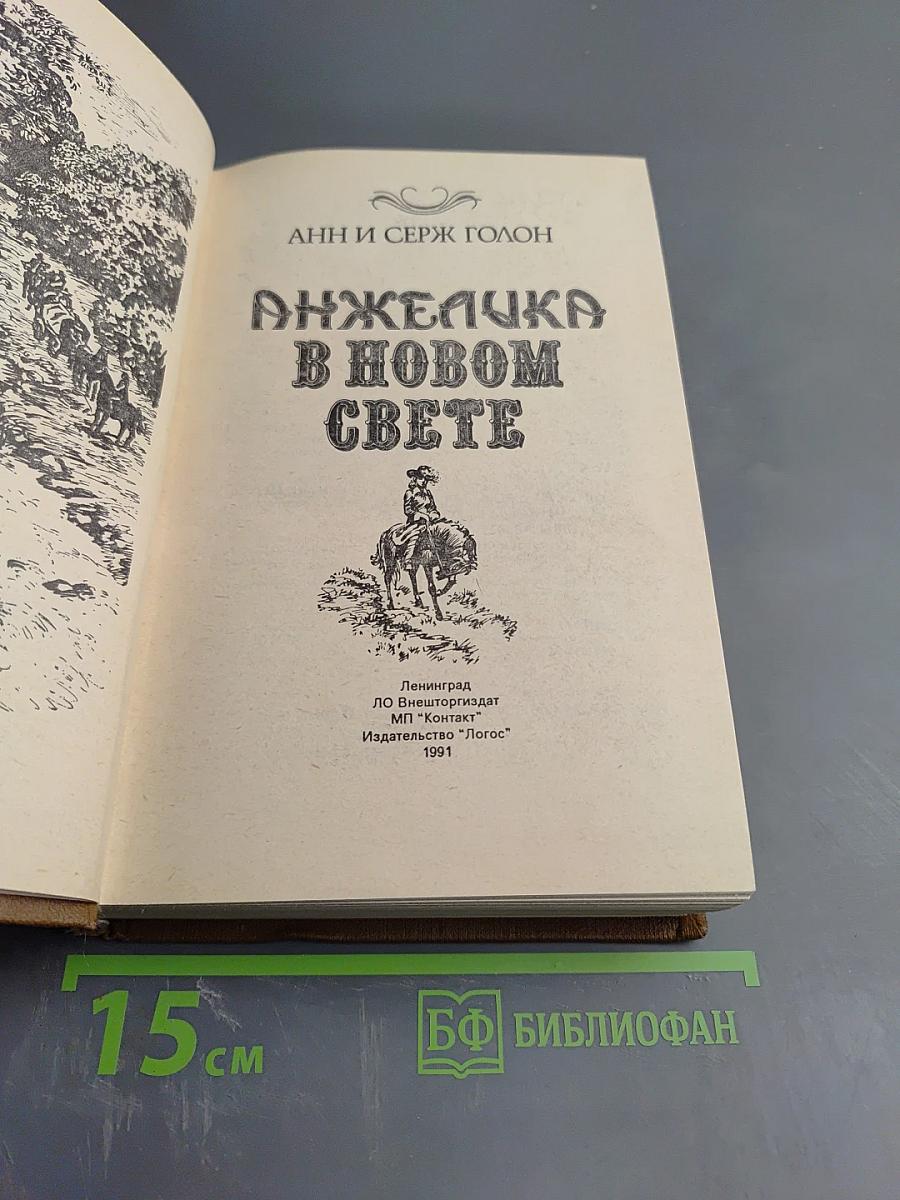 АНН И СЕРЖ ГОЛОН
АНЖЕЛИКА
В НОВОМ
СВЕТЕ
Ленинград
ЛО Внешторгиздат
МП "Контакт"
Издательство "Логос"
1991
15 см
БФ БИБЛИОФАН